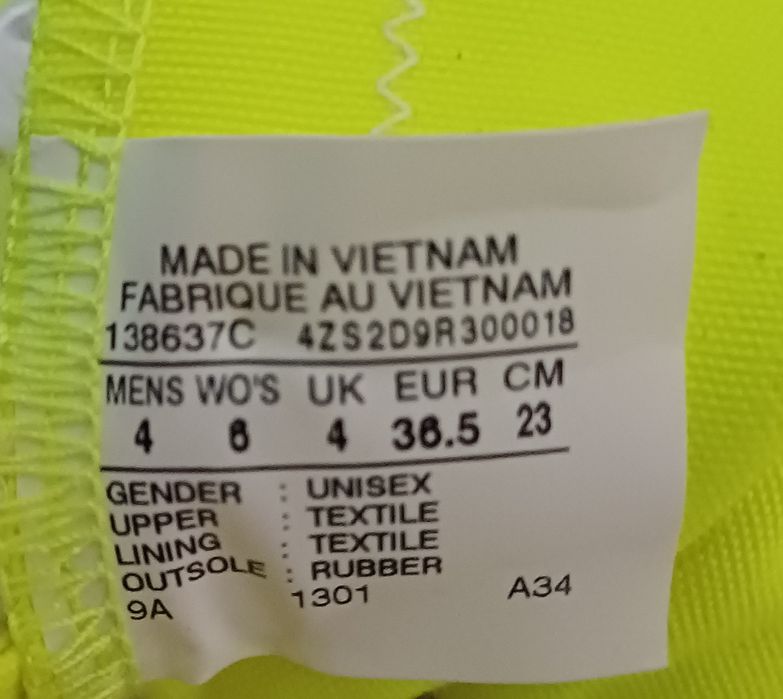 MADE IN VIETNAM
FABRIQUE AU VIETNAM
138637C 4ZS2D9R300018
MENS WO'S UK EUR CM
4 6 4 36.5 23
GENDER : UNISEX
UPPER : TEXTILE
LINING : TEXTILE
OUTSOLE : RUBBER
9A 1301 A34